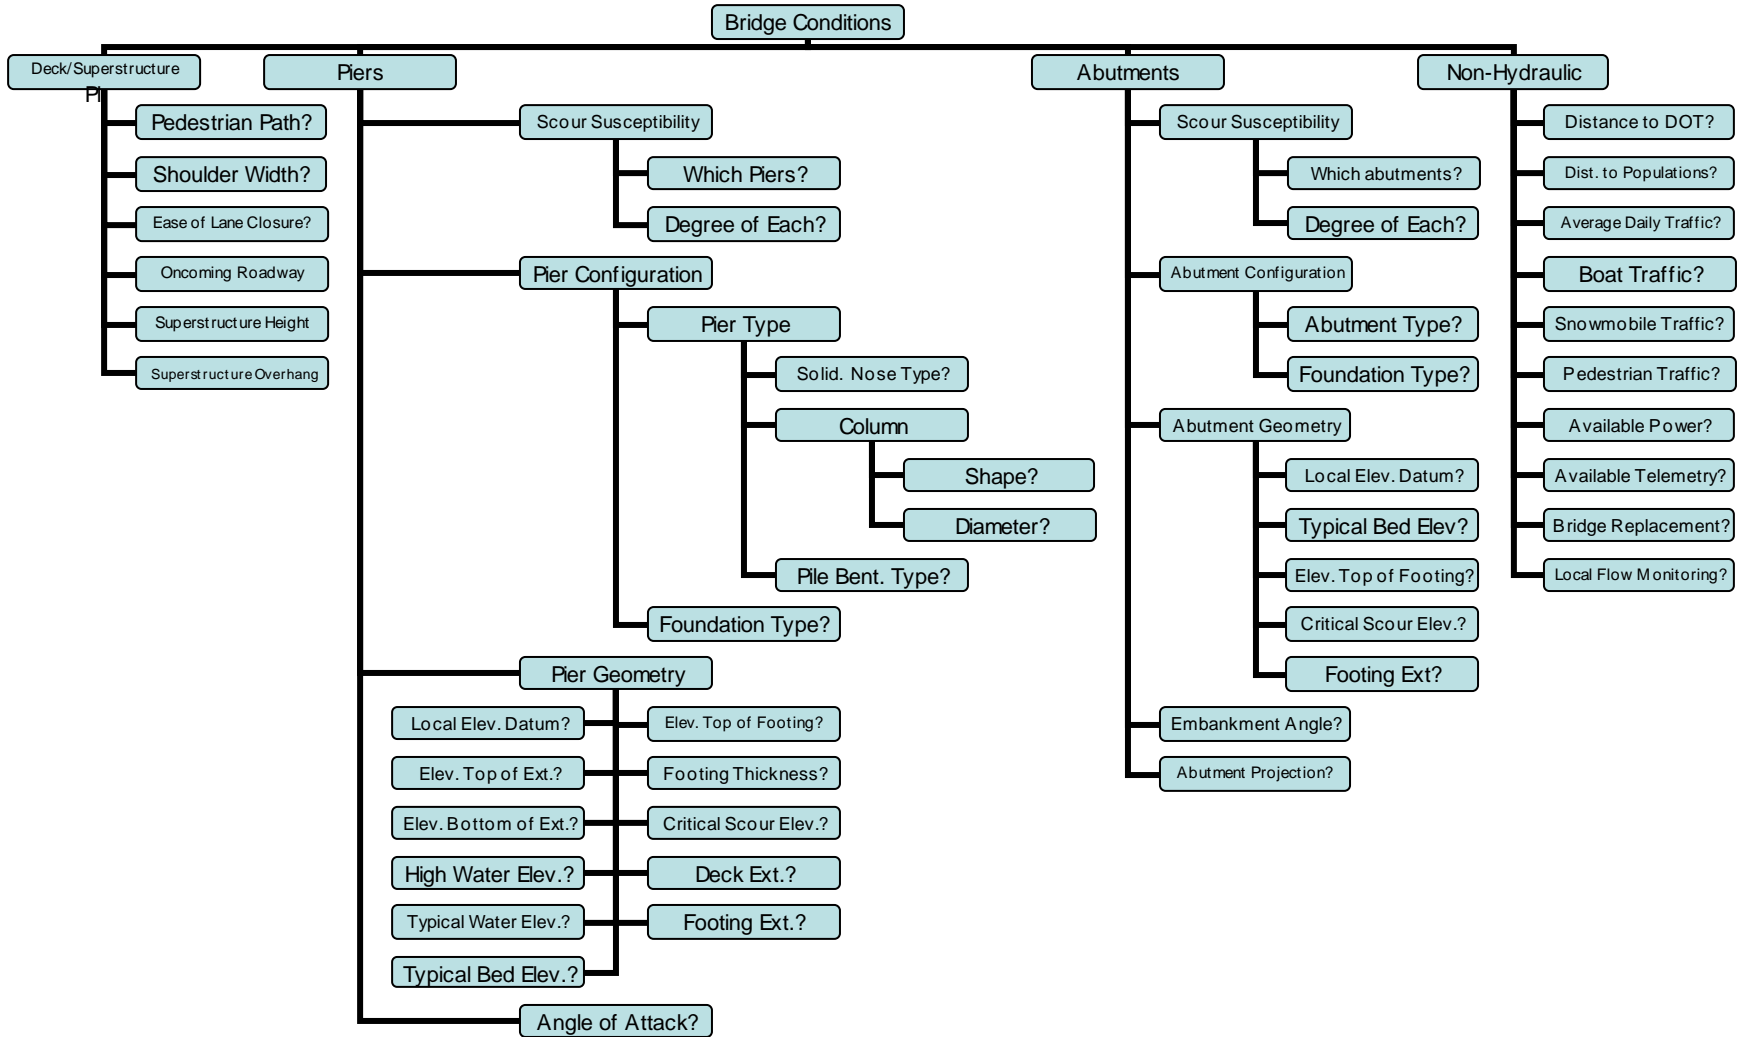 Bridge Conditions
Deck/Superstructure
Pl
Pedestrian Path?
Shoulder Width?
Ease of Lane Closure?
Oncoming Roadway
Superstructure Height
Superstructure Overhang
Piers
Scour Susceptibility
Which Piers?
Degree of Each?
Pier Configuration
Pier Type
Solid. Nose Type?
Column
Shape?
Diameter?
Pile Bent. Type?
Foundation Type?
Pier Geometry
Local Elev. Datum?
Elev. Top of Footing?
Elev. Top of Ext.?
Footing Thickness?
Elev. Bottom of Ext.?
Critical Scour Elev.?
High Water Elev.?
Deck Ext.?
Typical Water Elev.?
Footing Ext.?
Typical Bed Elev.?
Angle of Attack?
Abutments
Scour Susceptibility
Which abutments?
Degree of Each?
Abutment Configuration
Abutment Type?
Foundation Type?
Abutment Geometry
Local Elev. Datum?
Typical Bed Elev?
Elev. Top of Footing?
Critical Scour Elev.?
Footing Ext?
Embankment Angle?
Abutment Projection?
Non-Hydraulic
Distance to DOT?
Dist. to Populations?
Average Daily Traffic?
Boat Traffic?
Snowmobile Traffic?
Pedestrian Traffic?
Available Power?
Available Telemetry?
Bridge Replacement?
Local Flow Monitoring?